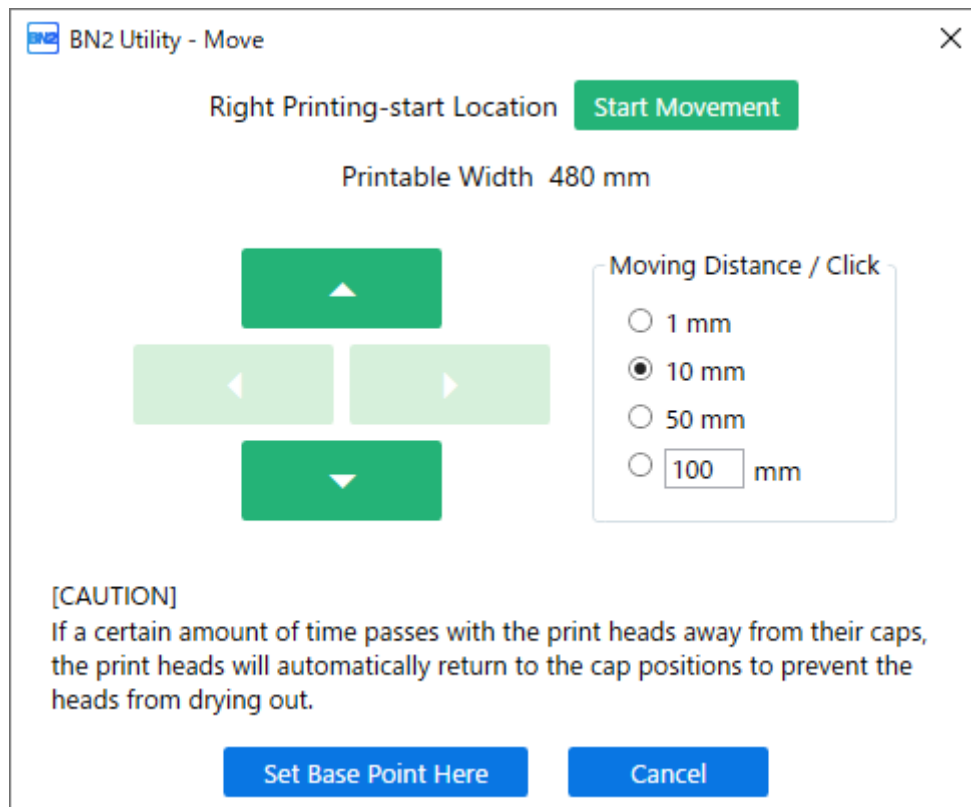 BN2 BN2 Utility - Move
Right Printing-start Location Start Movement
Printable Width 480 mm
Moving Distance / Click
1 mm
10 mm
50 mm
100 mm
[CAUTION]
If a certain amount of time passes with the print heads away from their caps,
the print heads will automatically return to the cap positions to prevent the
heads from drying out.
Set Base Point Here Cancel